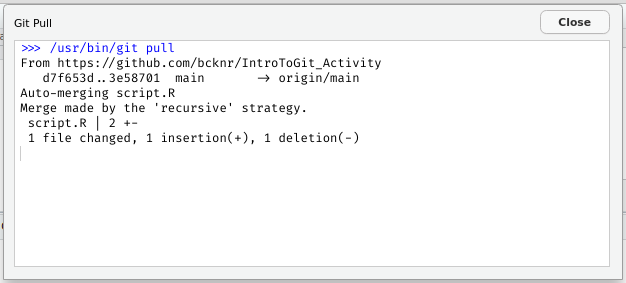 Git Pull
Close
>>> /usr/bin/git pull
From https://github.com/bcknr/IntroToGit_Activity
   d7f653d..3e58701  main       -> origin/main
Auto-merging script.R
Merge made by the 'recursive' strategy.
 script.R | 2 +-
 1 file changed, 1 insertion(+), 1 deletion(-)